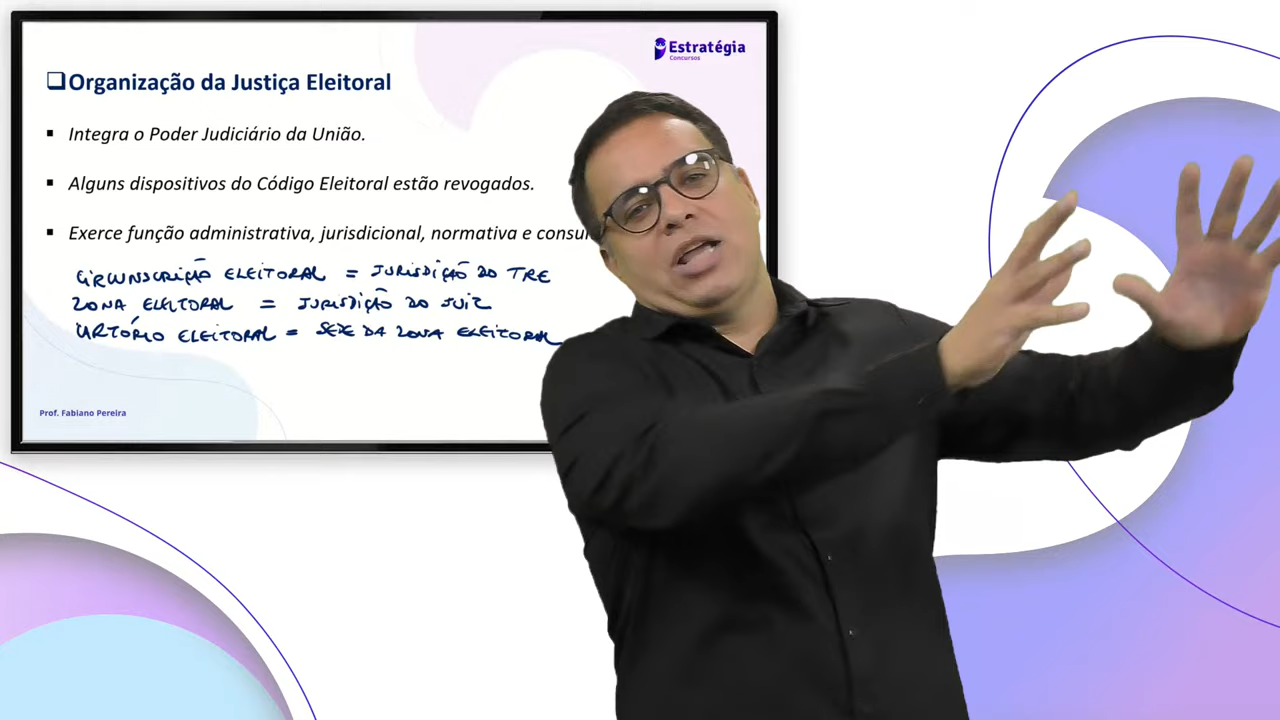 Estratégia
Concursos
Organização da Justiça Eleitoral
Integra o Poder Judiciário da União.
Alguns dispositivos do Código Eleitoral estão revogados.
Exerce função administrativa, jurisdicional, normativa e consul
CIRCUNSCRIÇÃO ELEITORAL = JURISDIÇÃO DO TRE
ZONA ELEITORAL = JURISDIÇÃO DO JUIZ
CARTÓRIO ELEITORAL = SEDE DA ZONA ELEITORAL
Prof. Fabiano Pereira